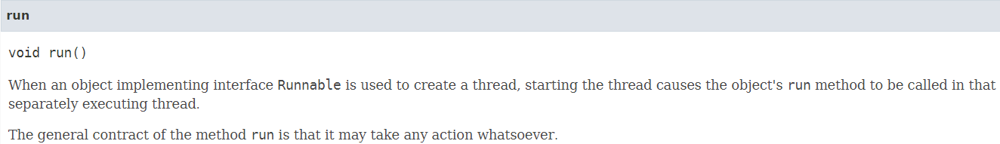 run
void run()
When an object implementing interface Runnable is used to create a thread, starting the thread causes the object's run method to be called in that
separately executing thread.
The general contract of the method run is that it may take any action whatsoever.